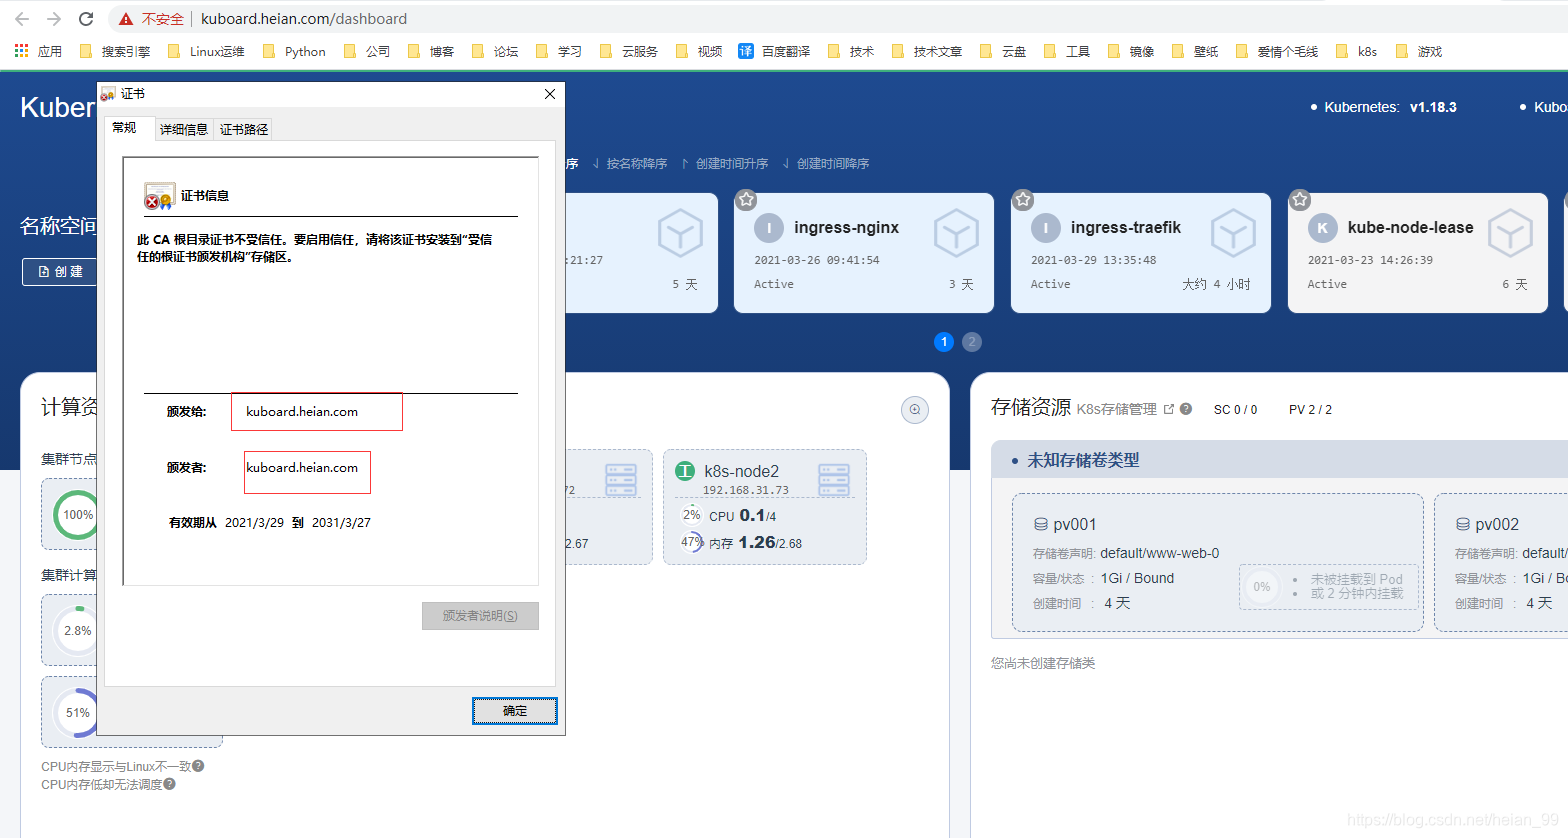 不安全 kuboard.heian.com/dashboard
应用 搜索引擎 Linux运维 Python 公司 博客 论坛 学习 云服务 视频 译 百度翻译 技术 技术文章 云盘 工具 镜像 壁纸 爱情个毛线 k8s 游戏
Kuber
Kubernetes: v1.18.3
Kubo
序 按名称降序 创建时间升序 创建时间降序
名称空间
创建
:21:27
5 天
I ingress-nginx
2021-03-26 09:41:54
Active 3 天
I ingress-traefik
2021-03-29 13:35:48
Active 大约 4 小时
K kube-node-lease
2021-03-23 14:26:39
Active 6 天
1 2
证书
常规 详细信息 证书路径
证书信息
此 CA 根目录证书不受信任。要启用信任，请将该证书安装到"受信
任的根证书颁发机构"存储区。
颁发给: kuboard.heian.com
颁发者: kuboard.heian.com
有效期从 2021/3/29 到 2031/3/27
颁发者说明(S)
确定
计算资
集群节点
100%
集群计算
2.8%
51%
CPU内存显示与Linux不一致
CPU内存低却无法调度
72
2.67
工 k8s-node2
192.168.31.73
2% CPU 0.1/4
47% 内存 1.26/2.68
存储资源 K8s存储管理 SC 0 / 0 PV 2 / 2
未知存储卷类型
pv001
存储卷声明: default/www-web-0
容量/状态 : 1Gi / Bound
创建时间 : 4 天
0%
未被挂载到 Pod
或 2 分钟内挂载
pv002
存储卷声明: default/
容量/状态 : 1Gi / Bo
创建时间 : 4 天
您尚未创建存储类
https://blog.csdn.net/heian_99